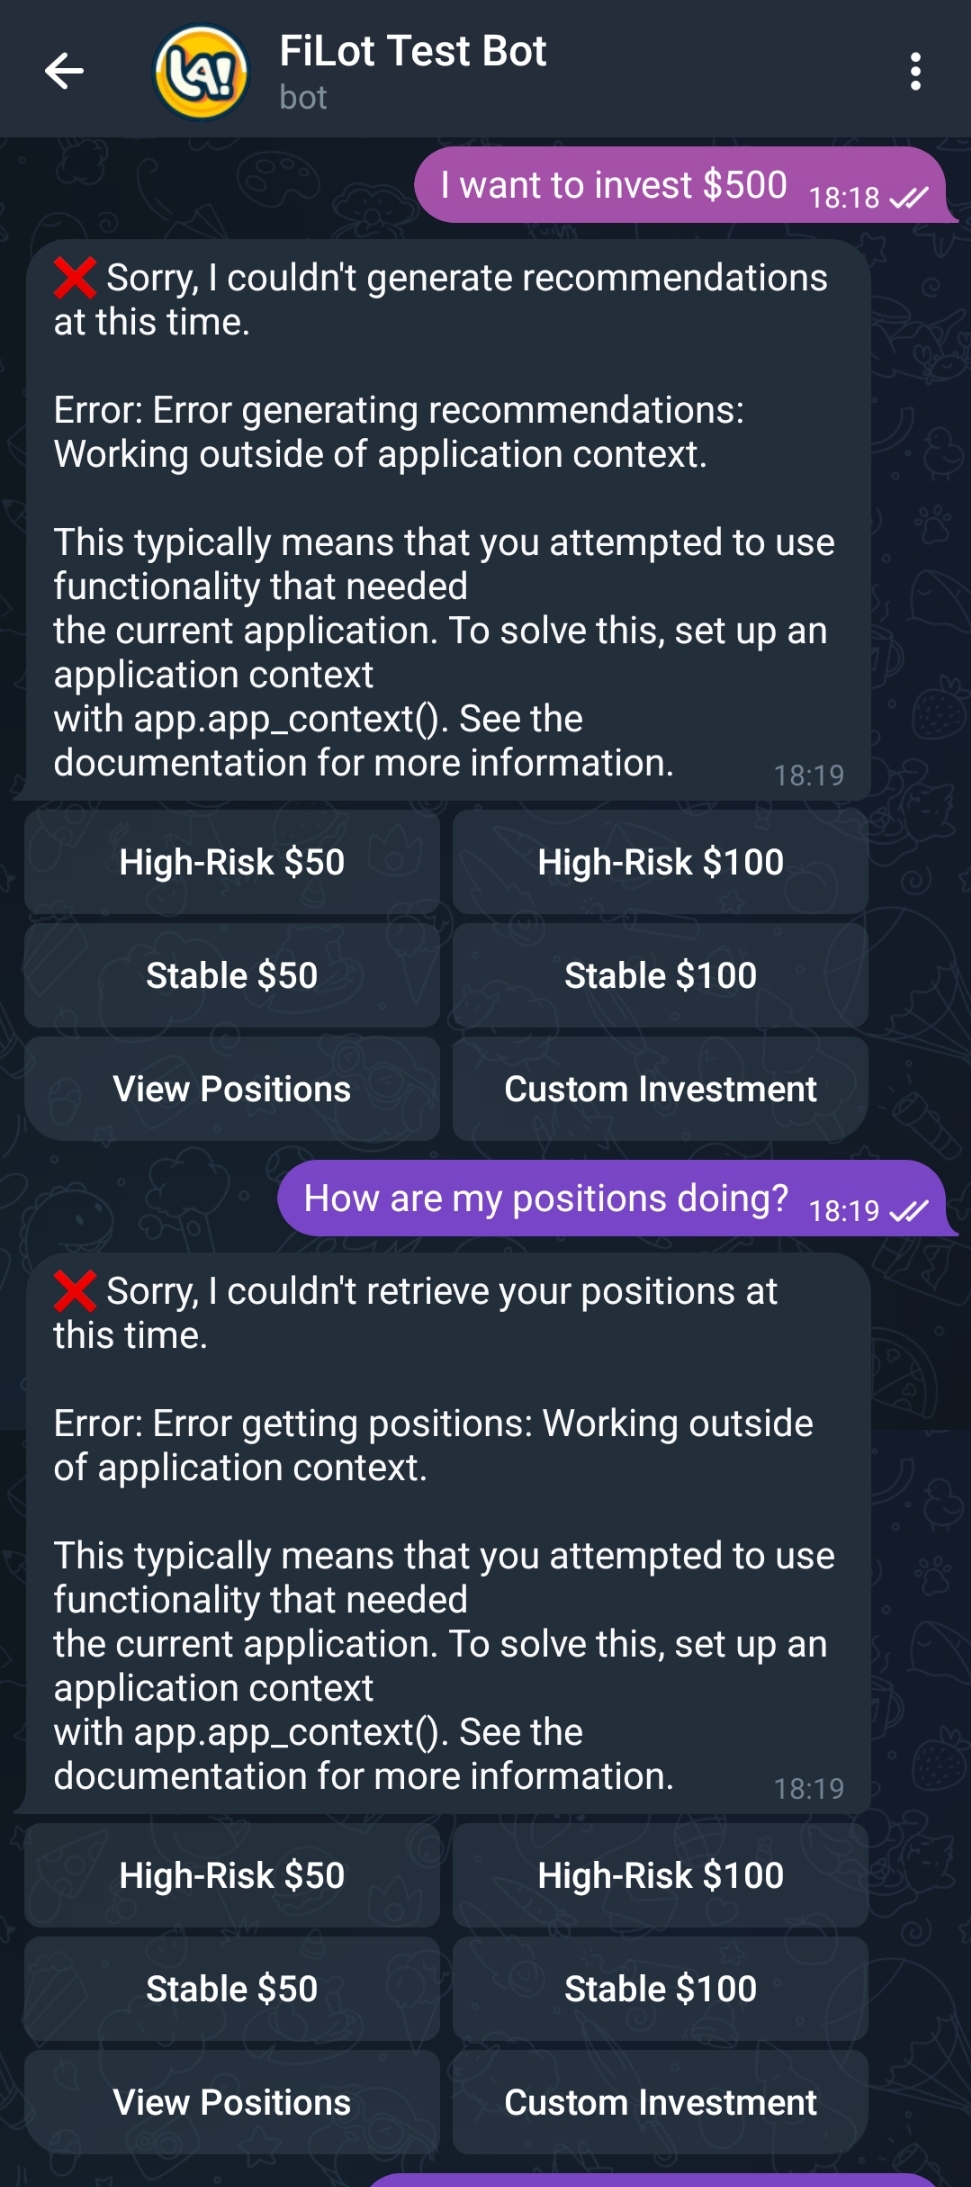 FiLot Test Bot
LA!
bot
I want to invest $500 18:18
❌ Sorry, I couldn't generate recommendations
at this time.
Error: Error generating recommendations:
Working outside of application context.
This typically means that you attempted to use
functionality that needed
the current application. To solve this, set up an
application context
with app.app_context(). See the
documentation for more information. 18:19
High-Risk $50 High-Risk $100
Stable $50 Stable $100
View Positions Custom Investment
How are my positions doing? 18:19
❌ Sorry, I couldn't retrieve your positions at
this time.
Error: Error getting positions: Working outside
of application context.
This typically means that you attempted to use
functionality that needed
the current application. To solve this, set up an
application context
with app.app_context(). See the
documentation for more information. 18:19
High-Risk $50 High-Risk $100
Stable $50 Stable $100
View Positions Custom Investment